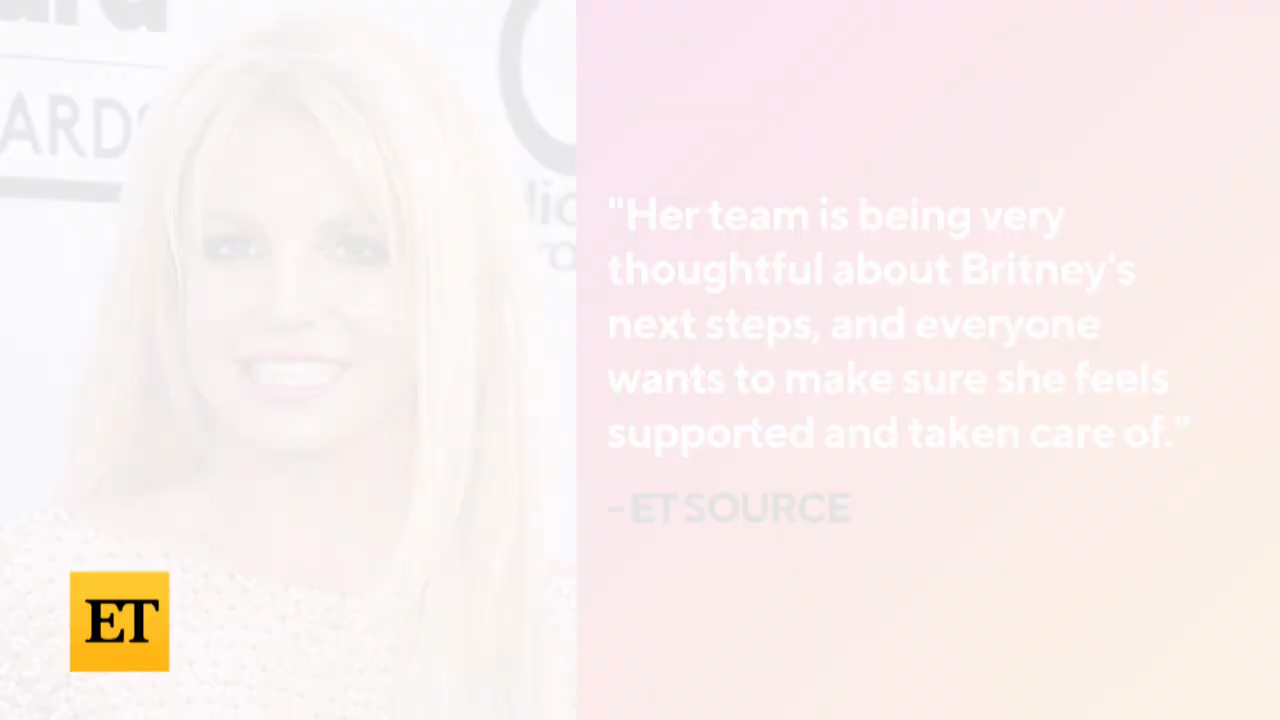 ARDS
"Her team is being very
thoughtful about Britney's
next steps, and everyone
wants to make sure she feels
supported and taken care of.”
- ET SOURCE
ET